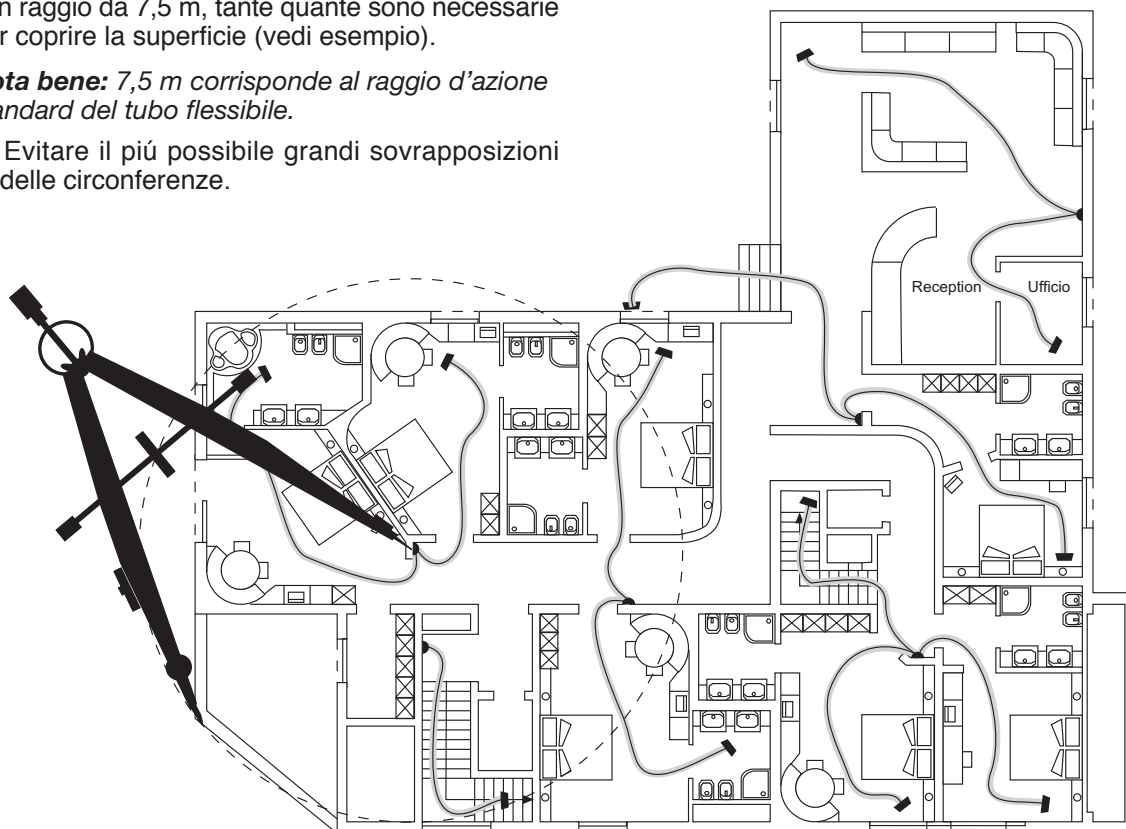 n raggio da 7,5 m, tante quante sono necessarie
r coprire la superficie (vedi esempio).
ota bene: 7,5 m corrisponde al raggio d’azione
andard del tubo flessibile.
Evitare il piú possibile grandi sovrapposizioni
delle circonferenze.
Reception
Ufficio